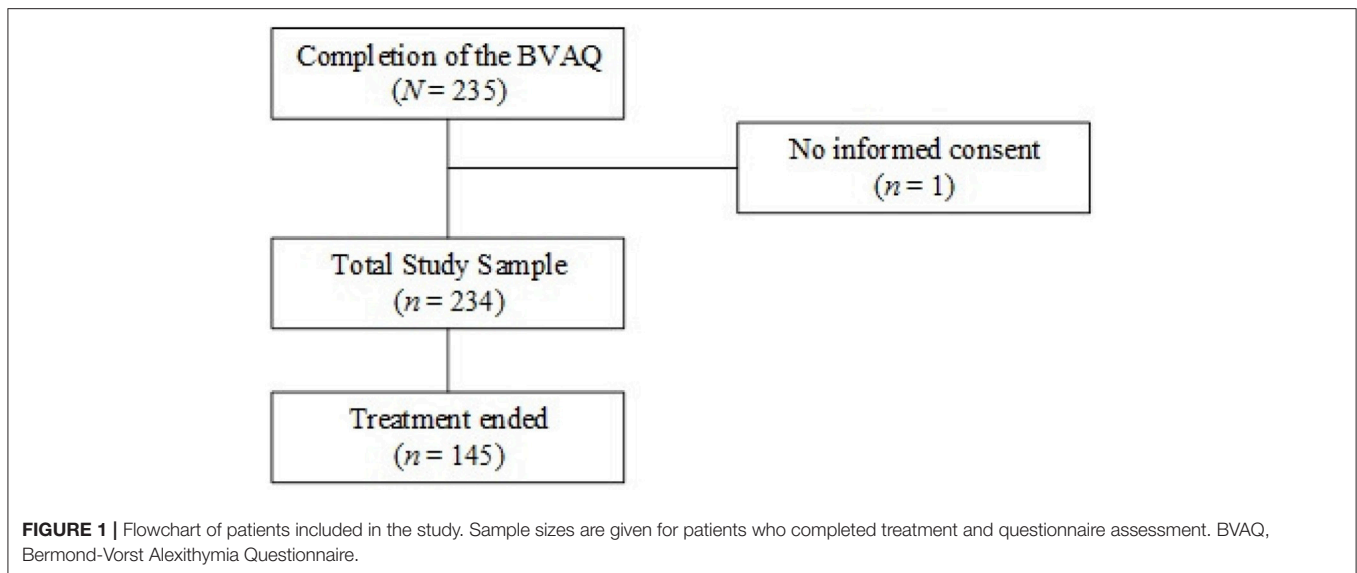 Completion of the BVAQ
(N = 235)
No informed consent
(n = 1)
Total Study Sample
(n = 234)
Treatment ended
(n = 145)
FIGURE 1 | Flowchart of patients included in the study. Sample sizes are given for patients who completed treatment and questionnaire assessment. BVAQ,
Bermond-Vorst Alexithymia Questionnaire.